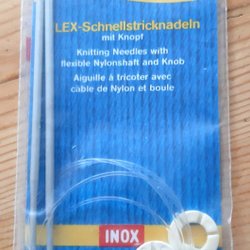 LEX-Schnellstricknadeln
mit Knopf
Knitting Needles with
flexible Nylonshaft and Knob
Aiguille à tricoter avec
câble de Nylon et boule
INOX